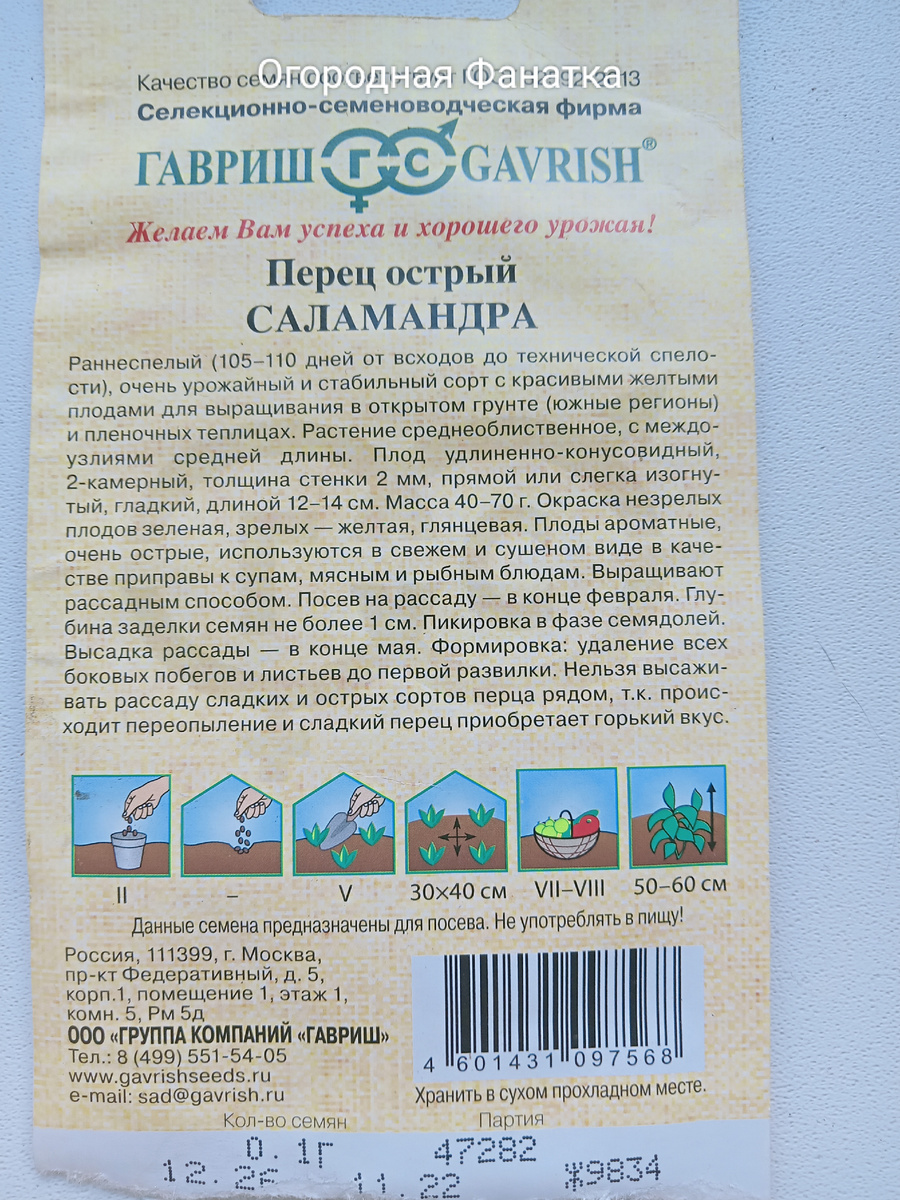 Огородная Фанатка
Качество семян
Селекционно-семеноводческая фирма
ГАВРИШ ГС GAVRISH®
Желаем Вам успеха и хорошего урожая!
Перец острый
САЛАМАНДРА
Раннеспелый (105–110 дней от всходов до технической спело-
сти), очень урожайный и стабильный сорт с красивыми желтыми
плодами для выращивания в открытом грунте (южные регионы)
и пленочных теплицах. Растение среднеоблиственное, с междо-
узлиями средней длины. Плод удлиненно-конусовидный,
2-камерный, толщина стенки 2 мм, прямой или слегка изогну-
тый, гладкий, длиной 12–14 см. Масса 40–70 г. Окраска незрелых
плодов зеленая, зрелых — желтая, глянцевая. Плоды ароматные,
очень острые, используются в свежем и сушеном виде в каче-
стве приправы к супам, мясным и рыбным блюдам. Выращивают
рассадным способом. Посев на рассаду — в конце февраля. Глу-
бина заделки семян не более 1 см. Пикировка в фазе семядолей.
Высадка рассады — в конце мая. Формировка: удаление всех
боковых побегов и листьев до первой развилки. Нельзя высажи-
вать рассаду сладких и острых сортов перца рядом, т.к. проис-
ходит переопыление и сладкий перец приобретает горький вкус.
II – V 30×40 см VII–VIII 50–60 см
Данные семена предназначены для посева. Не употреблять в пищу!
Россия, 111399, г. Москва,
пр-кт Федеративный, д. 5,
корп.1, помещение 1, этаж 1,
комн. 5, Рм 5д
ООО «ГРУППА КОМПАНИЙ «ГАВРИШ»
Тел.: 8 (499) 551-54-05
www.gavrishseeds.ru
e-mail: sad@gavrish.ru
4 601431 097568
Хранить в сухом прохладном месте.
Кол-во семян Партия
0.1г 47282
11.22 Ж9834